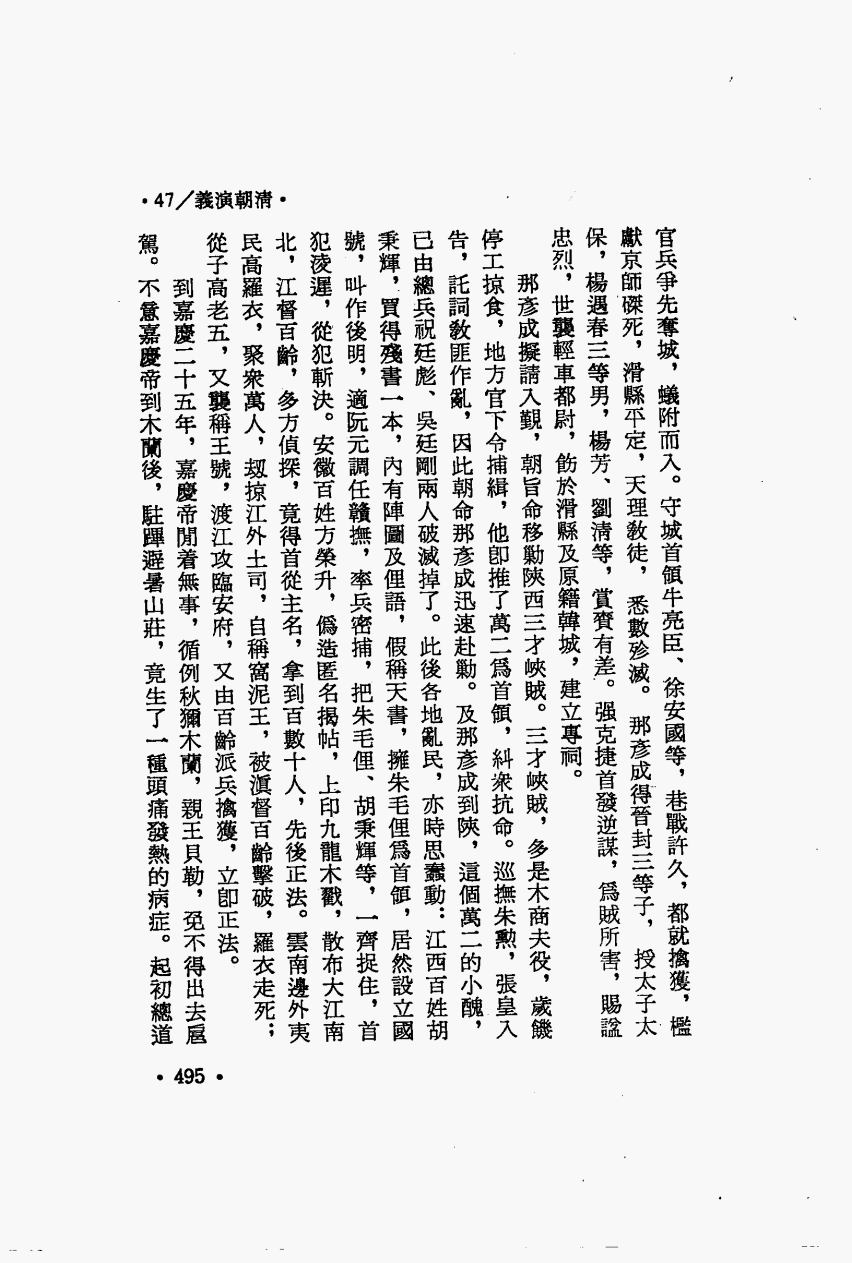 ·47／義演朝清·
官兵爭先奪城，蟻附而入。守城首領牛亮臣、徐安國等，巷戰許久，都就擒獲，檻
獻京師磔死，滑縣平定，天理教徒，悉數殄滅。那彥成得晉封三等子，授太子太
保，楊遇春三等男，楊芳、劉清等，賞賚有差。强克捷首發逆謀，爲賊所害，賜諡
忠烈，世襲輕車都尉，飭於滑縣及原籍韓城，建立專祠。
那彥成擬請入覲，朝旨命移勦陝西三才峽賊。三才峽賊，多是木商夫役，歲饑
停工掠食，地方官下令捕緝，他卽推了萬二爲首領，糾衆抗命。巡撫朱勳，張皇入
告，託詞敎匪作亂，因此朝命那彥成迅速赴勦。及那彥成到陝，這個萬二的小醜，
已由總兵祝廷彪、吳廷剛兩人破滅掉了。此後各地亂民，亦時思蠢動：江西百姓胡
秉輝，買得殘書一本，內有陣圖及俚語，假稱天書，擁朱毛俚爲首領，居然設立國
號，叫作後明，適阮元調任贛撫，率兵密捕，把朱毛俚、胡秉輝等，一齊捉住，首
犯淩遲，從犯斬決。安徽百姓方榮升，僞造匿名揭帖，上印九龍木戳，散布大江南
北，江督百齡，多方偵探，竟得首從主名，拿到百數十人，先後正法。雲南邊外夷
民高羅衣，聚衆萬人，刼掠江外土司，自稱窩泥王，被滇督百齡擊破，羅衣走死；
從子高老五，又襲稱王號，渡江攻臨安府，又由百齡派兵擒獲，立卽正法。
到嘉慶二十五年，嘉慶帝閒着無事，循例秋獮木蘭，親王貝勒，免不得出去扈
駕。不意嘉慶帝到木蘭後，駐蹕避暑山莊，竟生了一種頭痛發熱的病症。起初總道
·495·